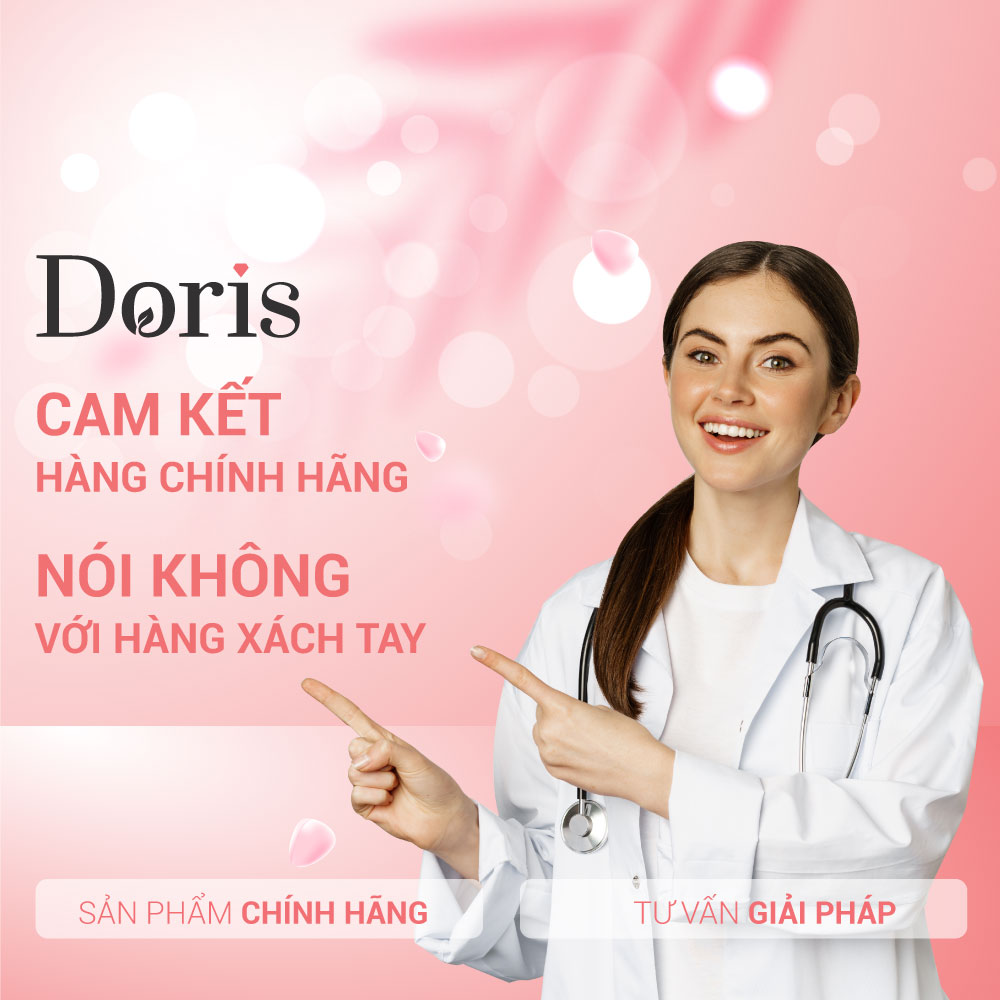 Doris
CAM KẾT
HÀNG CHÍNH HÃNG
NÓI KHÔNG
VỚI HÀNG XÁCH TAY
SẢN PHẨM CHÍNH HÃNG
TƯ VẤN GIẢI PHÁP